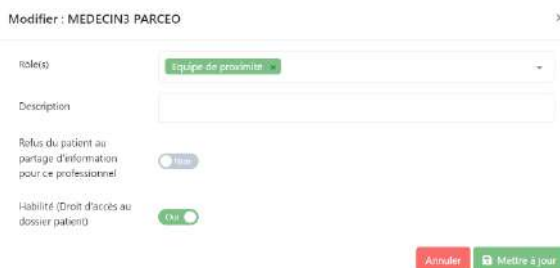 Modifier : MEDECIN3 PARCEO
×
Rôle(s)
Equipe de proximité ×
Description
Refus du patient au
partage d'information
pour ce professionnel
Non
Habilité (Droit d'accès au
dossier patient)
Oui
Annuler
Mettre à jour